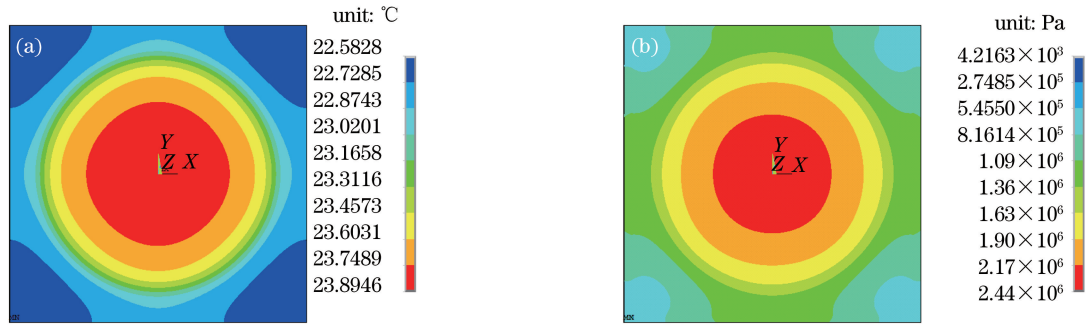 (a)
unit: ℃
22.5828
22.7285
22.8743
23.0201
23.1658
23.3116
23.4573
23.6031
23.7489
23.8946
Y
Z X
MN
(b)
unit: Pa
4.2163×10³
2.7485×10⁵
5.4550×10⁵
8.1614×10⁵
1.09×10⁶
1.36×10⁶
1.63×10⁶
1.90×10⁶
2.17×10⁶
2.44×10⁶
Y
Z X
MN